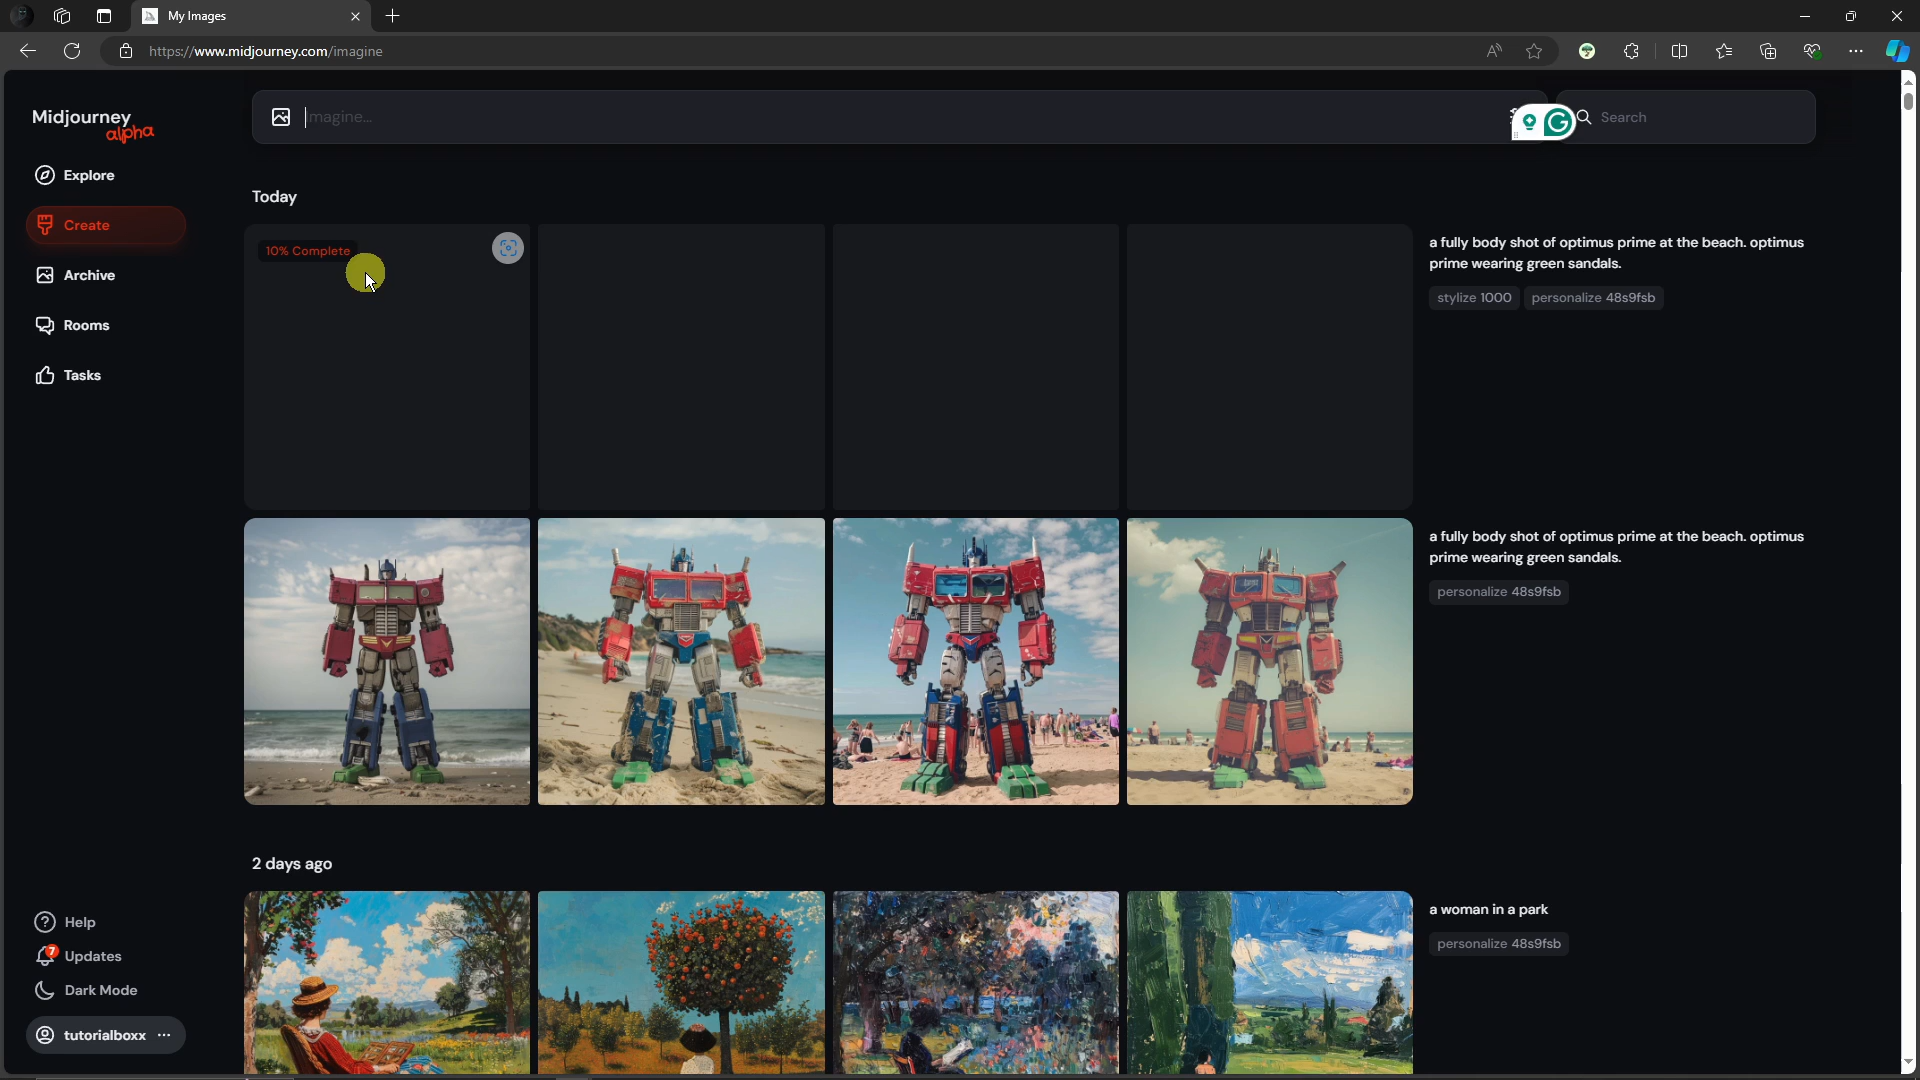 My Images
https://www.midjourney.com/imagine
Midjourney
alpha
Imagine...
Search
Explore
Create
Archive
Rooms
Tasks
Today
10% Complete
a fully body shot of optimus prime at the beach. optimus
prime wearing green sandals.
stylize 1000 personalize 48s9fsb
a fully body shot of optimus prime at the beach. optimus
prime wearing green sandals.
personalize 48s9fsb
2 days ago
a woman in a park
personalize 48s9fsb
Help
7
Updates
Dark Mode
tutorialboxx